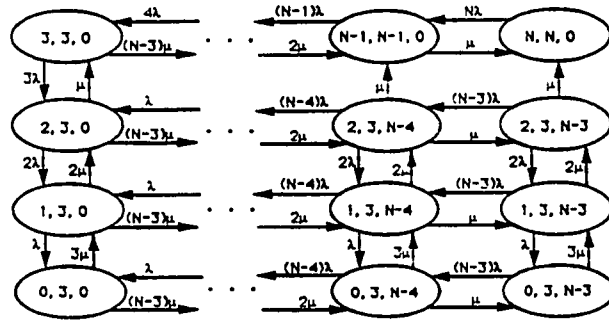 4λ (N-1)λ Nλ
3, 3, 0 · · · N-1, N-1, 0 N, N, 0
(N-3)μ 2μ μ
3λ μ μ μ
λ (N-4)λ (N-3)λ
2, 3, 0 · · · 2, 3, N-4 2, 3, N-3
(N-3)μ 2μ μ
2λ 2μ 2λ 2μ 2λ 2μ
λ (N-4)λ (N-3)λ
1, 3, 0 · · · 1, 3, N-4 1, 3, N-3
(N-3)μ 2μ μ
λ 3μ λ 3μ λ 3μ
λ (N-4)λ (N-3)λ
0, 3, 0 · · · 0, 3, N-4 0, 3, N-3
(N-3)μ 2μ μ